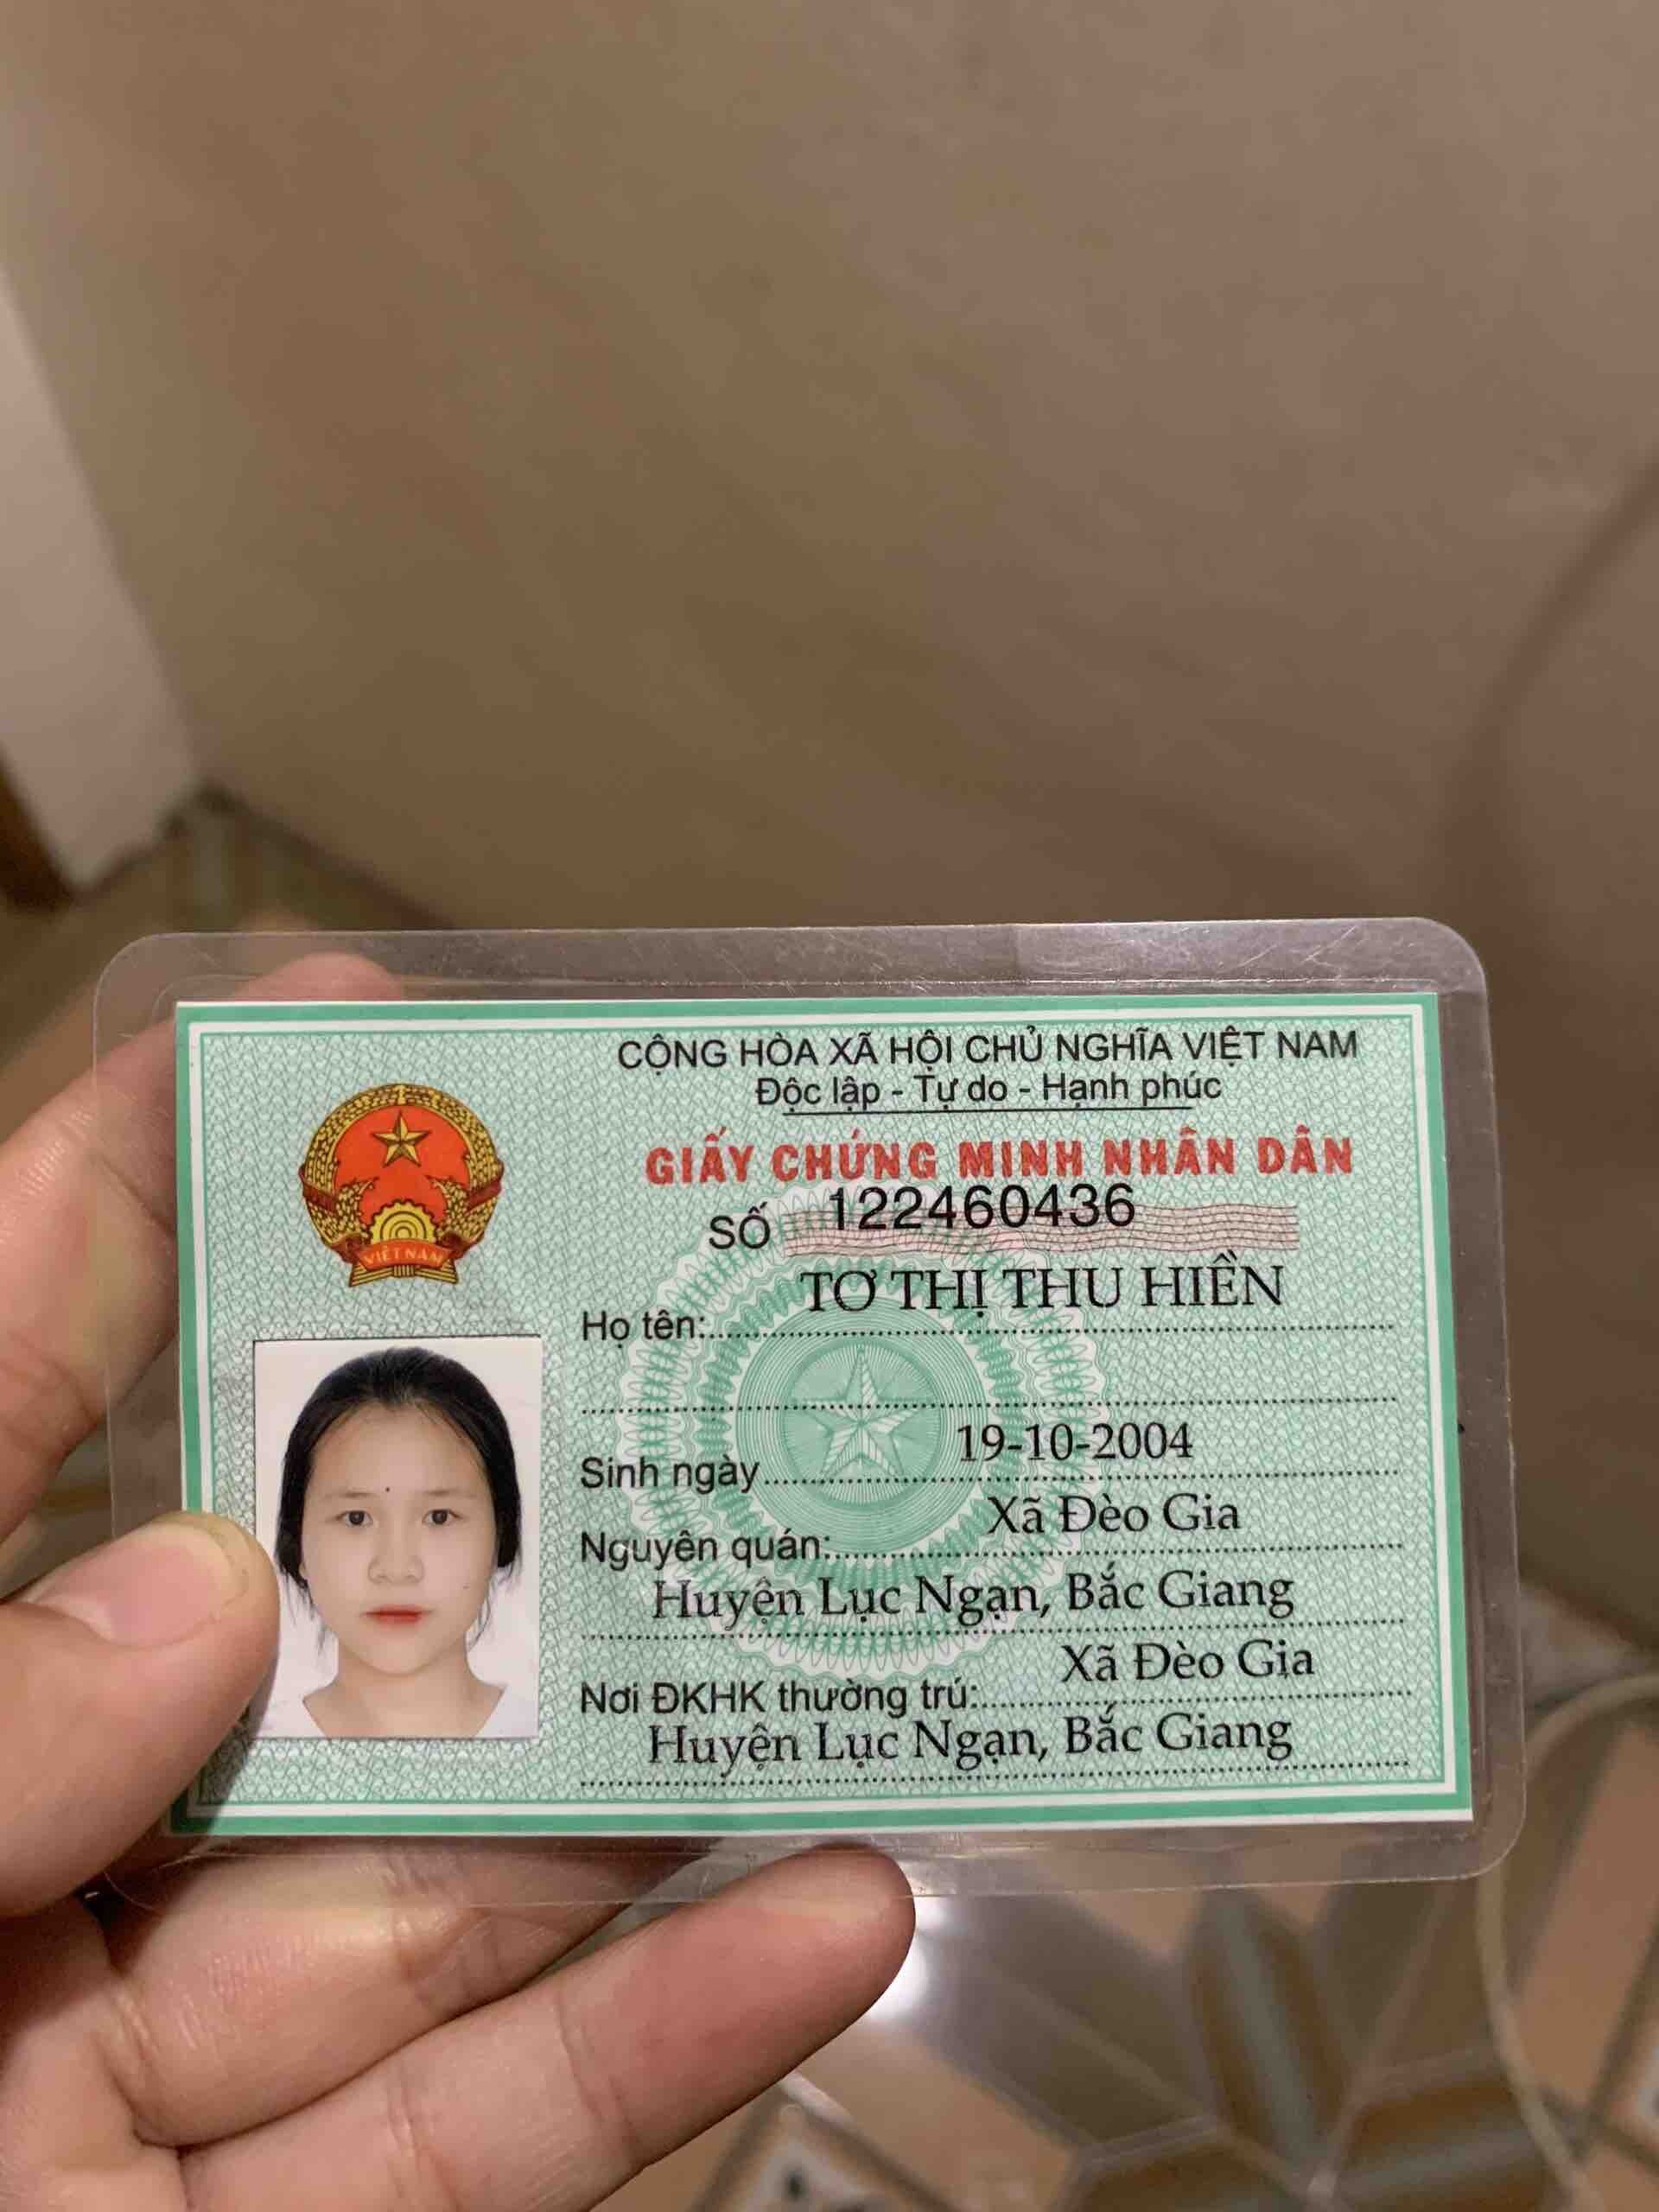 CỘNG HÒA XÃ HỘI CHỦ NGHĨA VIỆT NAM
Độc lập - Tự do - Hạnh phúc
GIẤY CHỨNG MINH NHÂN DÂN
SỐ 122460436
Họ tên: TƠ THỊ THU HIỀN
Sinh ngày 19-10-2004
Nguyên quán: Xã Đèo Gia
Huyện Lục Ngạn, Bắc Giang
Nơi ĐKHK thường trú: Xã Đèo Gia
Huyện Lục Ngạn, Bắc Giang
VIỆT NAM